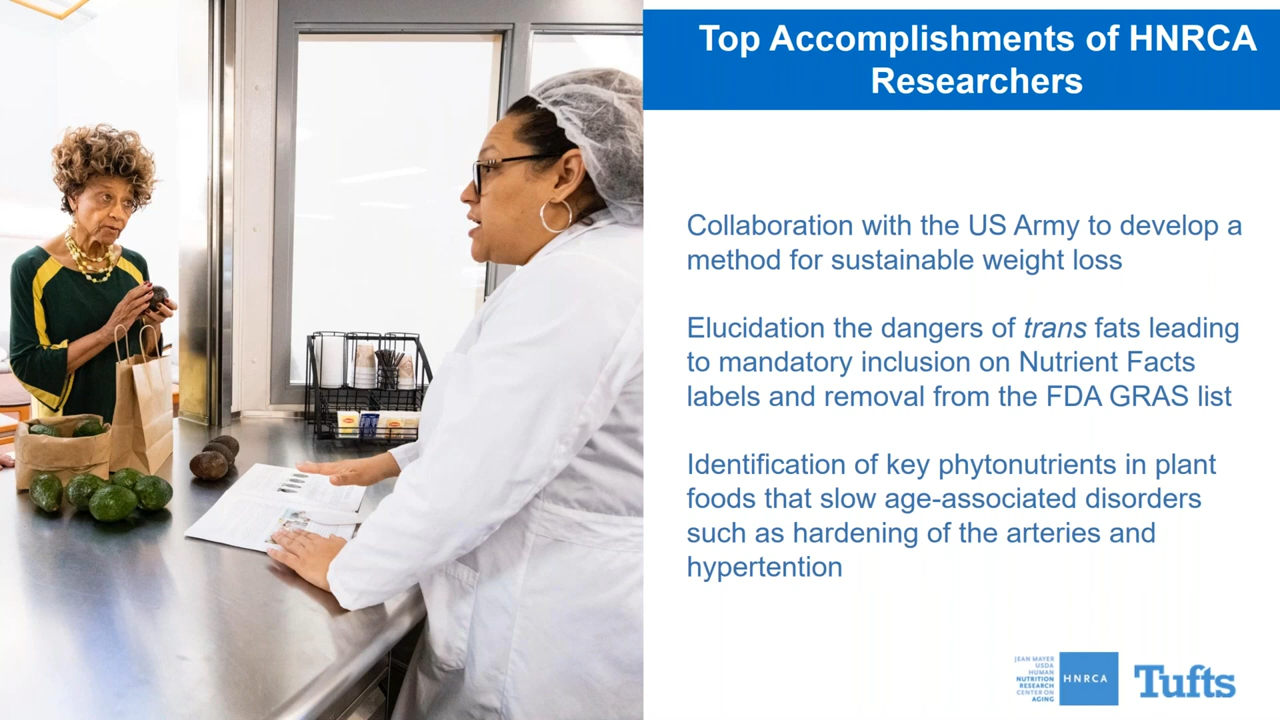 Top Accomplishments of HNRCA
Researchers
Collaboration with the US Army to develop a
method for sustainable weight loss
Elucidation the dangers of trans fats leading
to mandatory inclusion on Nutrient Facts
labels and removal from the FDA GRAS list
Identification of key phytonutrients in plant
foods that slow age-associated disorders
such as hardening of the arteries and
hypertention
JEAN MAYER
USDA
HUMAN
NUTRITION
RESEARCH
CENTER ON
AGING
HNRCA
Tufts